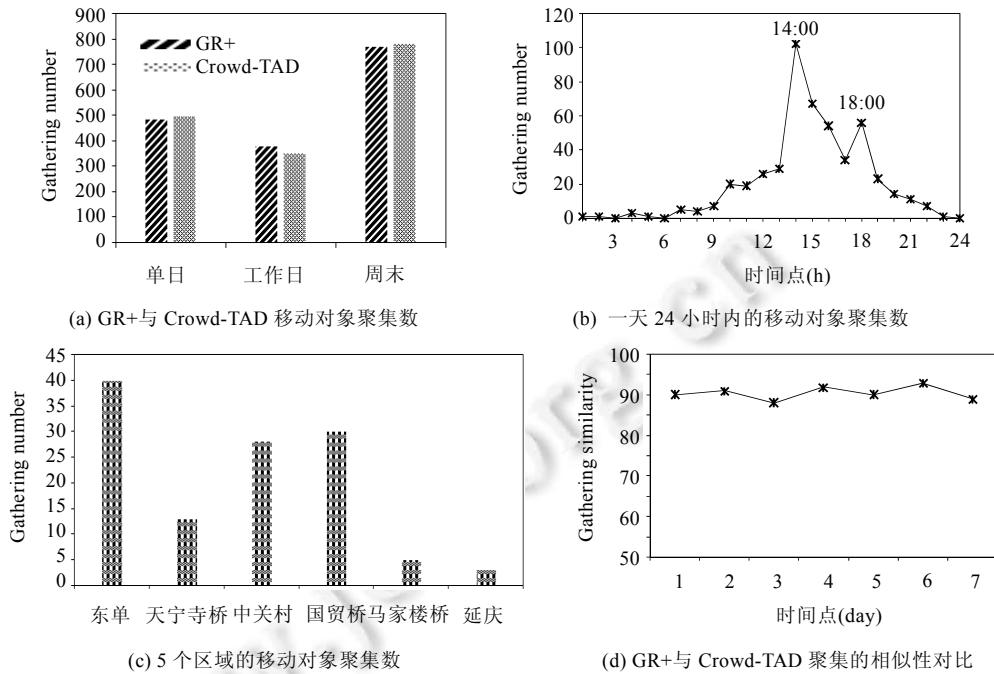 900
800
700
600
500
400
300
200
100
0
Gathering number
GR+
Crowd-TAD
单日 工作日 周末
(a) GR+与 Crowd-TAD 移动对象聚集数
120
100
80
60
40
20
0
Gathering number
14:00
18:00
3 6 9 12 15 18 21 24
时间点(h)
(b) 一天 24 小时内的移动对象聚集数
45
40
35
30
25
20
15
10
5
0
Gathering number
东单 天宁寺桥 中关村 国贸桥 马家楼桥 延庆
(c) 5 个区域的移动对象聚集数
100
90
80
70
60
50
Gathering similarity
1 2 3 4 5 6 7
时间点(day)
(d) GR+与 Crowd-TAD 聚集的相似性对比